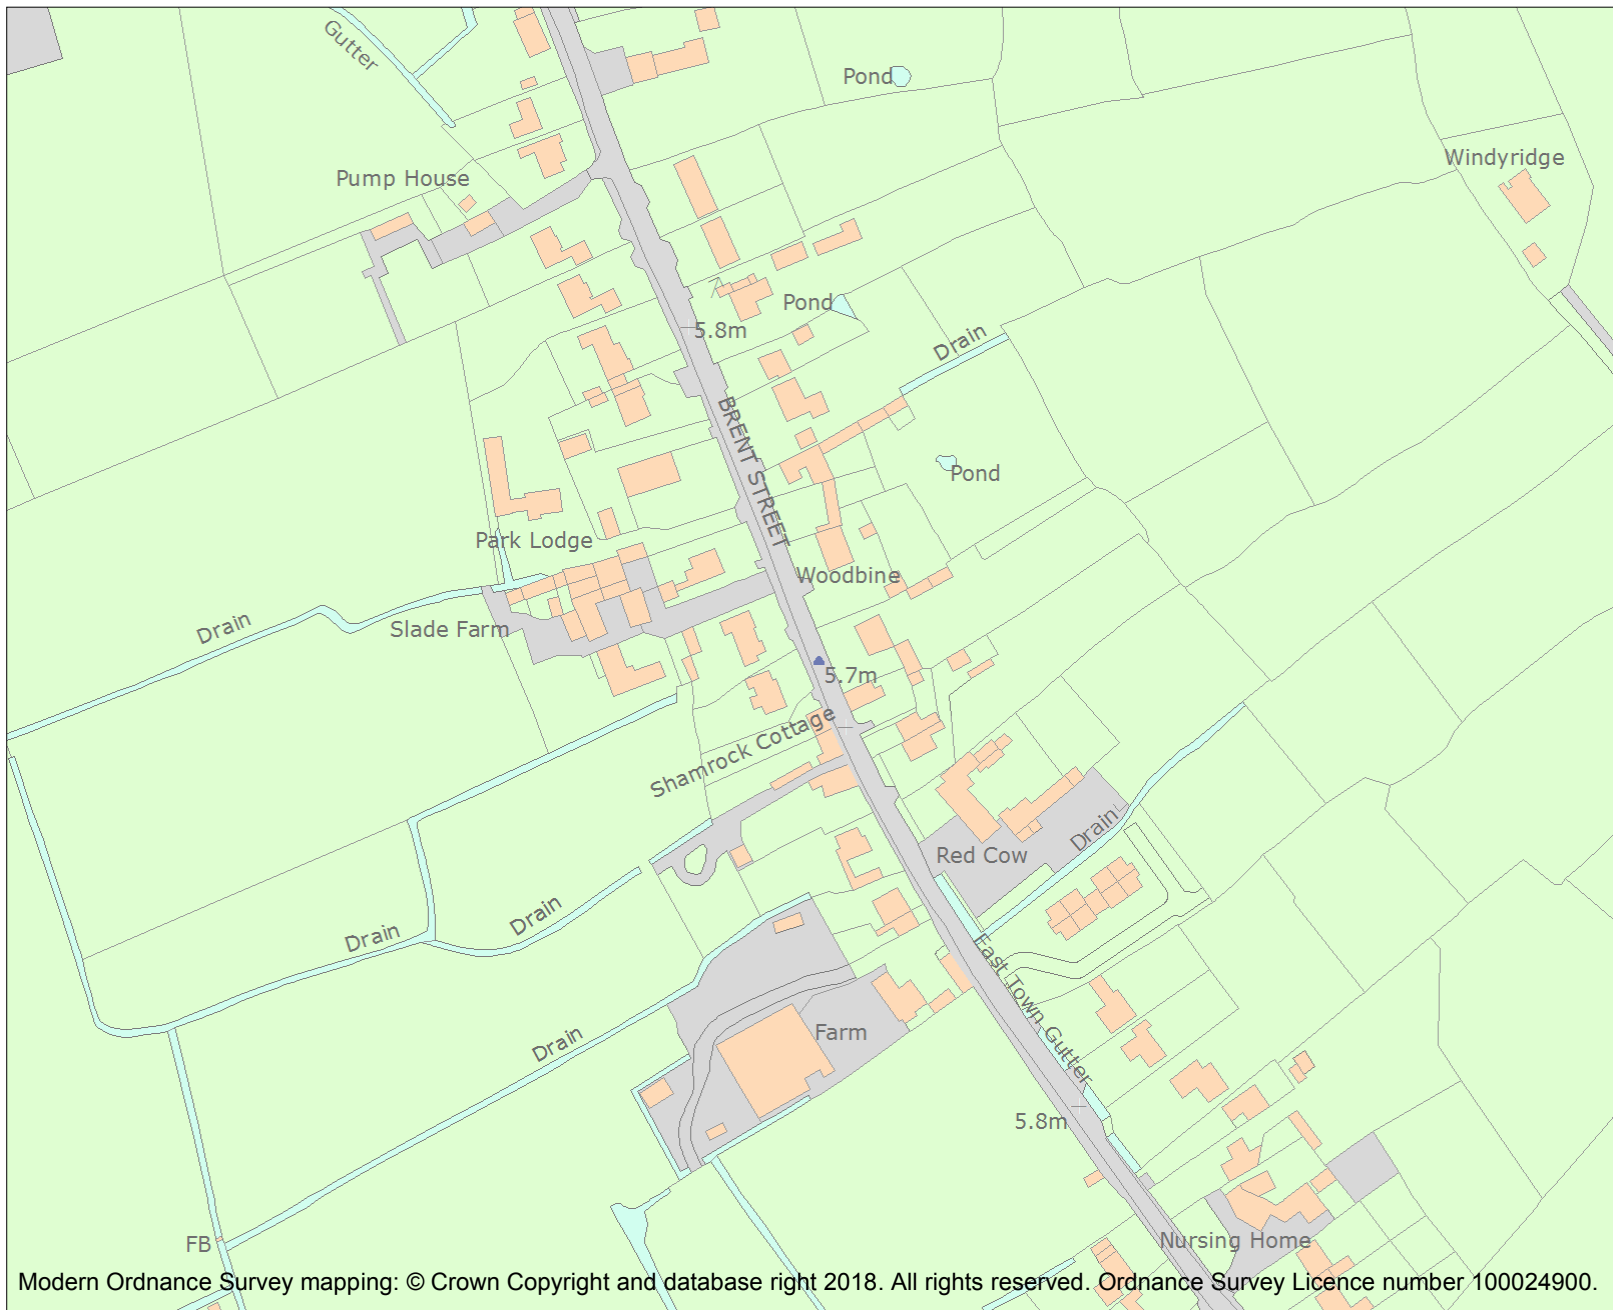 Gutter
Pond
Windyridge
Pump House
Pond
5.8m
Drain
BRENT STREET
Pond
Park Lodge
Woodbine
Drain
Slade Farm
5.7m
Shamrock Cottage
Drain
Red Cow
Drain
Drain
East Town Gutter
Drain
Farm
5.8m
Nursing Home
FB
Modern Ordnance Survey mapping: © Crown Copyright and database right 2018. All rights reserved. Ordnance Survey Licence number 100024900.